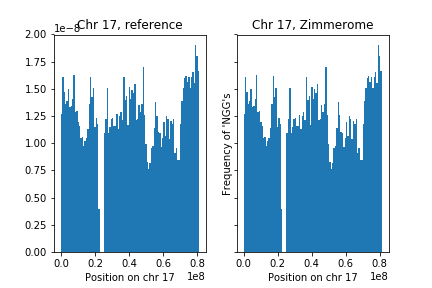 Chr 17, reference
1e−8
2.00
1.75
1.50
1.25
1.00
0.75
0.50
0.25
0.00
0.0 0.2 0.4 0.6 0.8
1e8
Position on chr 17
Chr 17, Zimmerome
Frequency of 'NGG's
0.0 0.2 0.4 0.6 0.8
1e8
Position on chr 17